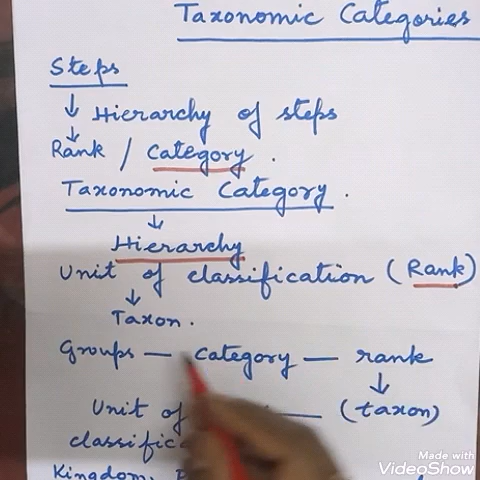 Taxonomic Categories
Steps
↓ Hierarchy of steps
↓
Rank / Category .
Taxonomic Category .
↓
Hierarchy
Unit of classification (Rank)
↓
Taxon .
Groups — category — rank
↓
Unit of — (taxon)
Kingdom,
Made with
VideoShow